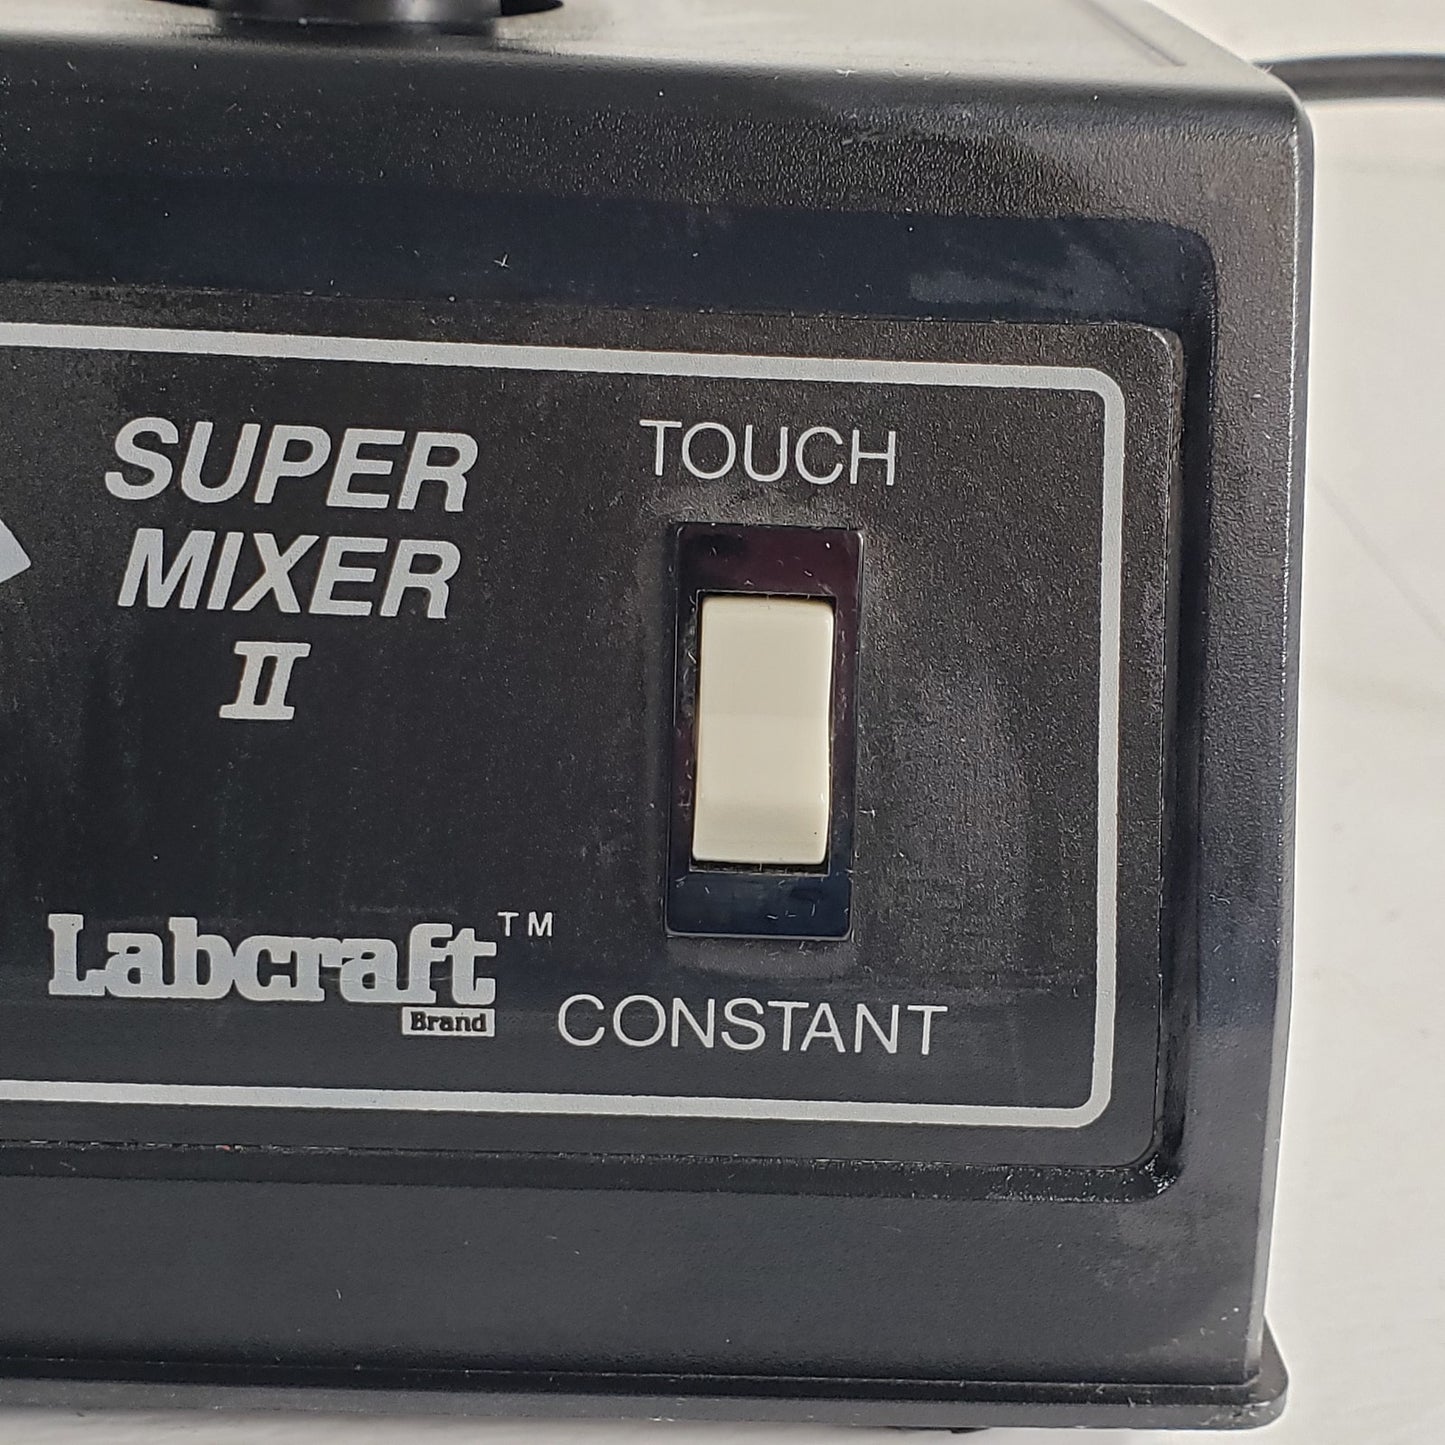 SUPER
MIXER
II
TOUCH
Labcraft™
Brand
CONSTANT